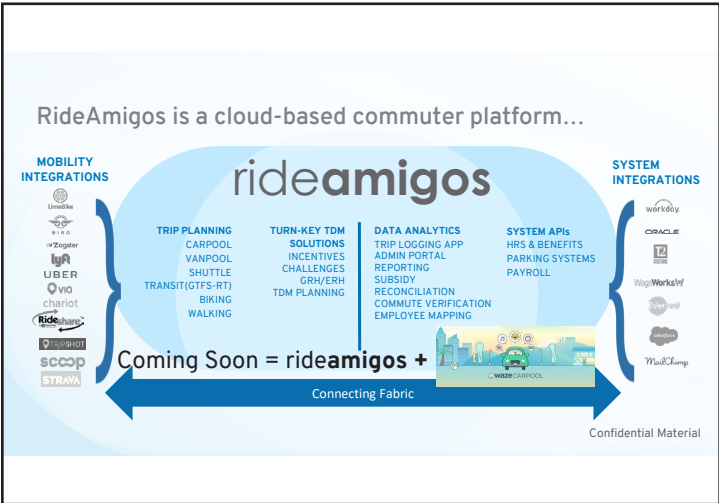 RideAmigos is a cloud-based commuter platform...
MOBILITY
INTEGRATIONS
LimeBike
BIRD
Zagster
lyft
UBER
via
chariot
Rideshare
TRIPSHOT
scoop
STRAVA
rideamigos
TRIP PLANNING
CARPOOL
VANPOOL
SHUTTLE
TRANSIT(GTFS-RT)
BIKING
WALKING
TURN-KEY TDM
SOLUTIONS
INCENTIVES
CHALLENGES
GRH/ERH
TDM PLANNING
DATA ANALYTICS
TRIP LOGGING APP
ADMIN PORTAL
REPORTING
SUBSIDY
RECONCILIATION
COMMUTE VERIFICATION
EMPLOYEE MAPPING
SYSTEM APIs
HRS & BENEFITS
PARKING SYSTEMS
PAYROLL
SYSTEM
INTEGRATIONS
workday
ORACLE
T2
WageWorks
salesforce
MailChimp
Coming Soon = rideamigos +
waze CARPOOL
Connecting Fabric
Confidential Material